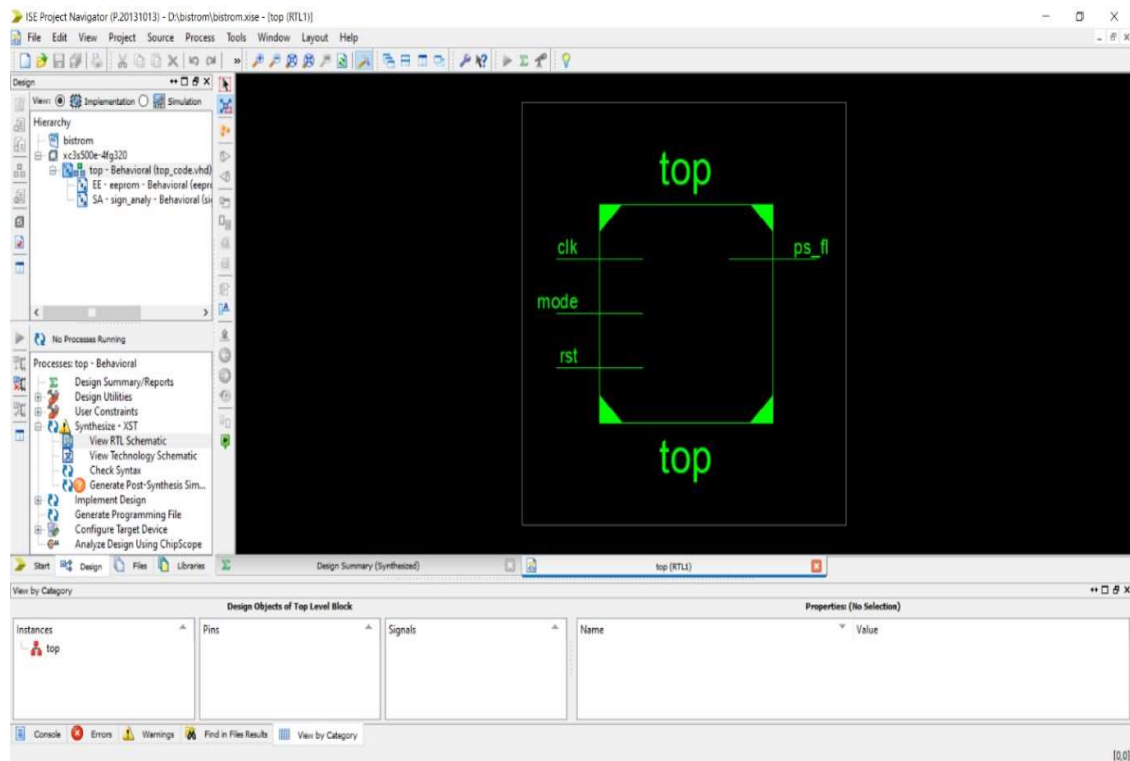 ISE Project Navigator (P.20131013) - D:\bistrom\bistrom.xise - [top (RTL1)]
File Edit View Project Source Process Tools Window Layout Help
Design
View: Implementation Simulation
Hierarchy
bistrom
xc3s500e-4fg320
top - Behavioral (top_code.vhd)
EE - eeprom - Behavioral (eepr
SA - sign_analy - Behavioral (si
No Processes Running
Processes: top - Behavioral
Design Summary/Reports
Design Utilities
User Constraints
Synthesize - XST
View RTL Schematic
View Technology Schematic
Check Syntax
Generate Post-Synthesis Sim...
Implement Design
Generate Programming File
Configure Target Device
Analyze Design Using ChipScope
top
clk
ps_fl
mode
rst
top
Start Design Files Libraries
Design Summary (Synthesized)
top (RTL1)
View by Category
Design Objects of Top Level Block
Properties: (No Selection)
Instances
Pins
Signals
Name
Value
top
Console Errors Warnings Find in Files Results View by Category
[0,0]